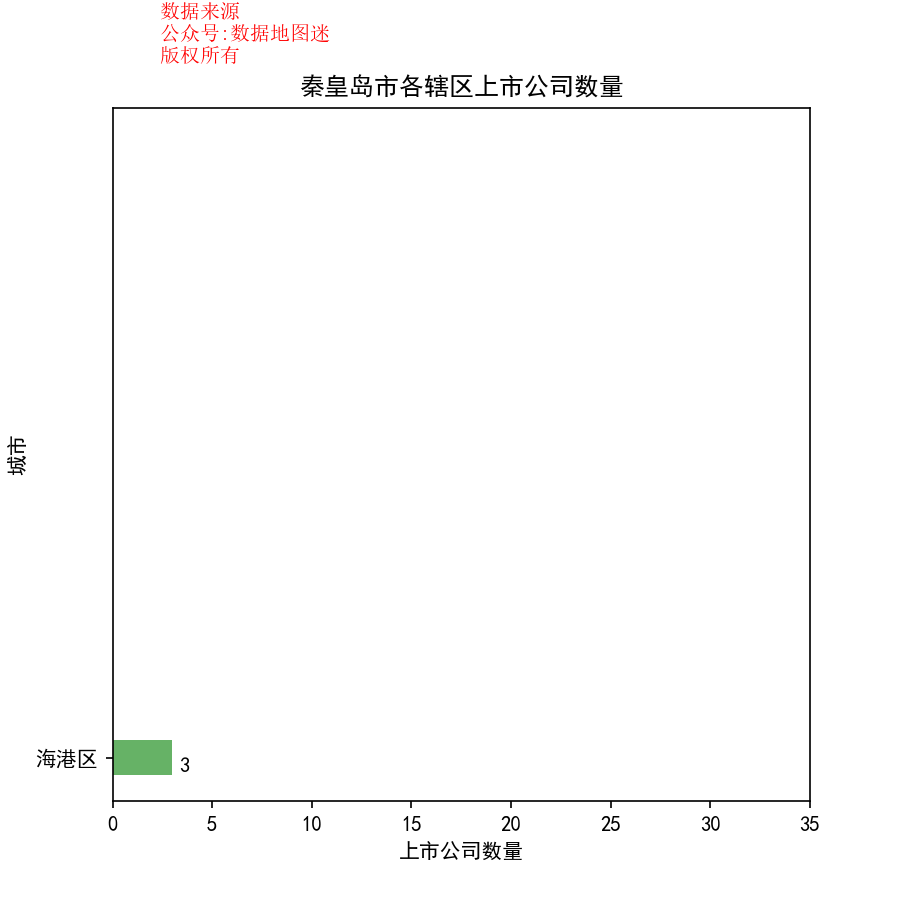 数据来源
公众号:数据地图迷
版权所有
秦皇岛市各辖区上市公司数量
城市
海港区
3
0 5 10 15 20 25 30 35
上市公司数量